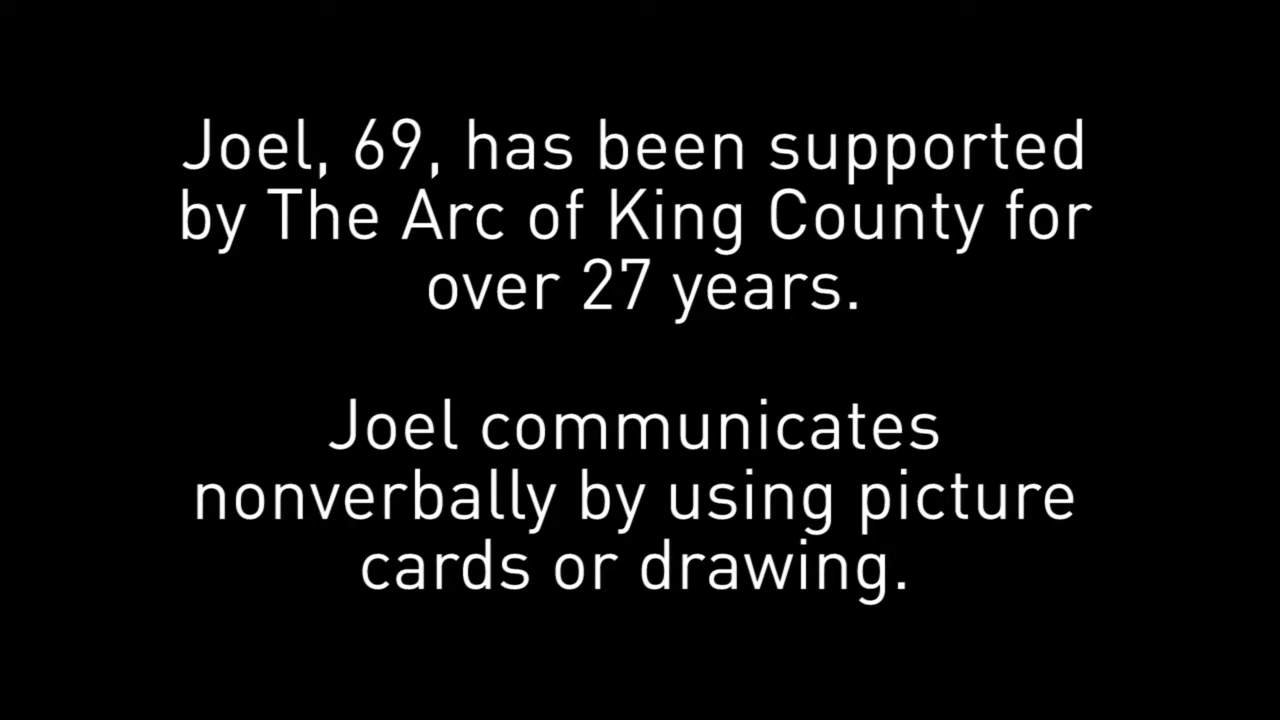 Joel, 69, has been supported
by The Arc of King County for
over 27 years.
Joel communicates
nonverbally by using picture
cards or drawing.